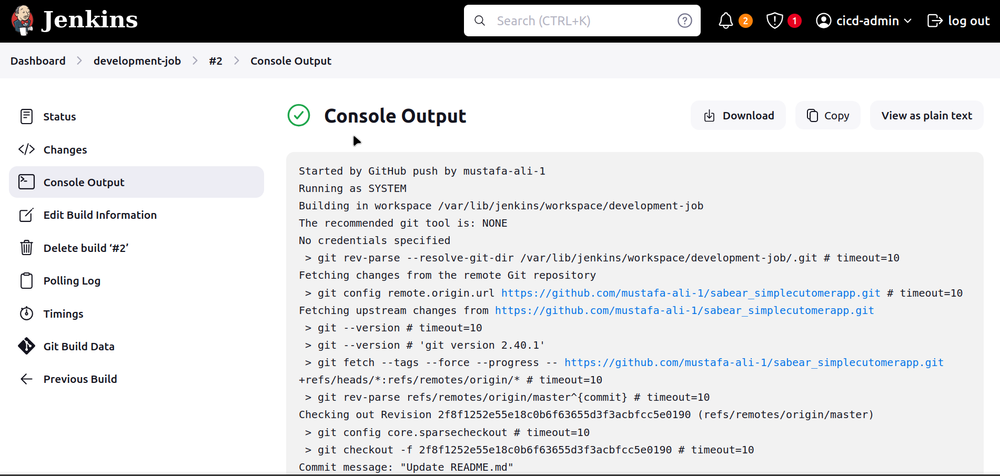 Jenkins
Search (CTRL+K)
?
2
1
cicd-admin
log out
Dashboard
development-job
#2
Console Output
Status
Changes
Console Output
Edit Build Information
Delete build ‘#2’
Polling Log
Timings
Git Build Data
Previous Build
Console Output
Download
Copy
View as plain text
Started by GitHub push by mustafa-ali-1
Running as SYSTEM
Building in workspace /var/lib/jenkins/workspace/development-job
The recommended git tool is: NONE
No credentials specified
> git rev-parse --resolve-git-dir /var/lib/jenkins/workspace/development-job/.git # timeout=10
Fetching changes from the remote Git repository
> git config remote.origin.url https://github.com/mustafa-ali-1/sabear_simplecutomerapp.git # timeout=10
Fetching upstream changes from https://github.com/mustafa-ali-1/sabear_simplecutomerapp.git
> git --version # timeout=10
> git --version # 'git version 2.40.1'
> git fetch --tags --force --progress -- https://github.com/mustafa-ali-1/sabear_simplecutomerapp.git
+refs/heads/*:refs/remotes/origin/* # timeout=10
> git rev-parse refs/remotes/origin/master^{commit} # timeout=10
Checking out Revision 2f8f1252e55e18c0b6f63655d3f3acbfcc5e0190 (refs/remotes/origin/master)
> git config core.sparsecheckout # timeout=10
> git checkout -f 2f8f1252e55e18c0b6f63655d3f3acbfcc5e0190 # timeout=10
Commit message: "Update README.md"